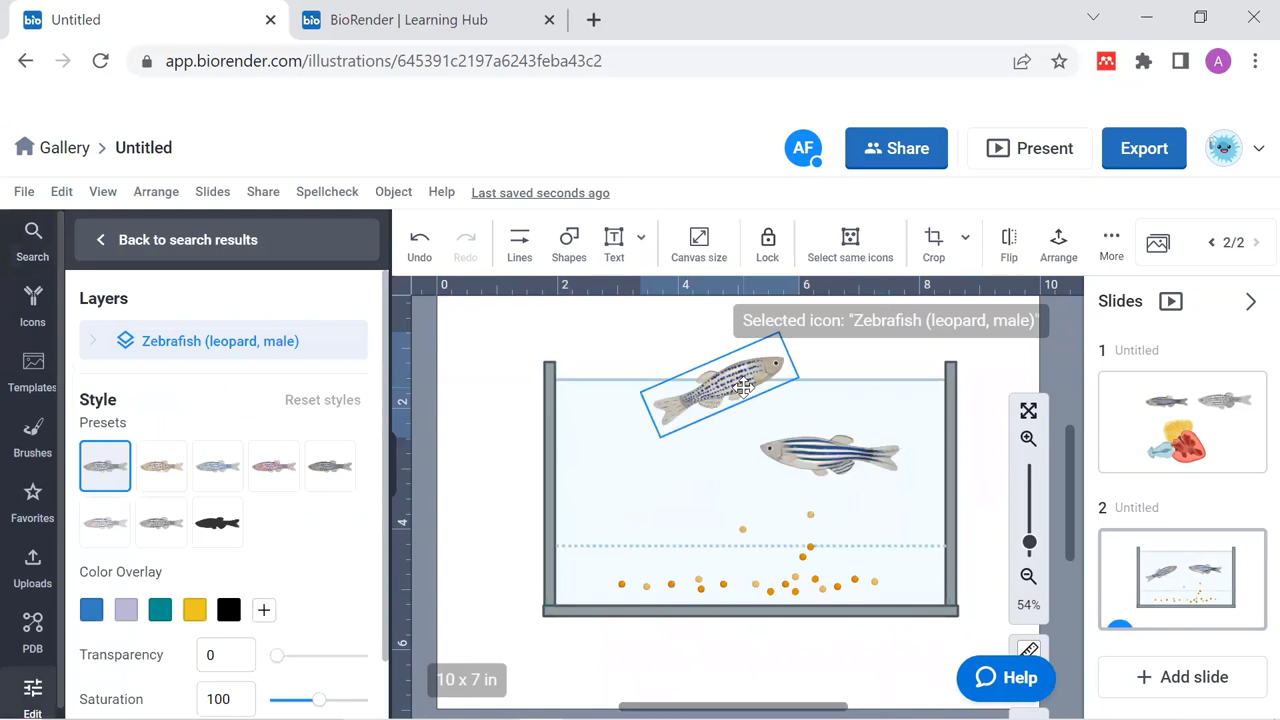 bio Untitled
bio BioRender | Learning Hub
app.biorender.com/illustrations/645391c2197a6243feba43c2
A
Gallery > Untitled
AF
Share
Present
Export
File Edit View Arrange Slides Share Spellcheck Object Help Last saved seconds ago
Search
Icons
Templates
Brushes
Favorites
Uploads
PDB
Edit
Back to search results
Layers
Zebrafish (leopard, male)
Style
Reset styles
Presets
Color Overlay
Transparency 0
Saturation 100
Undo Redo Lines Shapes Text Canvas size Lock Select same icons Crop Flip Arrange More 2/2
0 2 4 6 8 10
2
4
6
Selected icon: "Zebrafish (leopard, male)"
54%
10 x 7 in
Help
Slides
1 Untitled
2 Untitled
+ Add slide